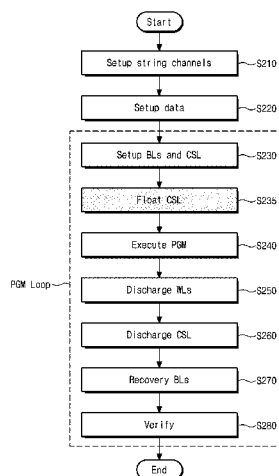 Start
Setup string channels
S210
Setup data
S220
Setup BLs and CSL
S230
Float CSL
S235
Execute PGM
S240
PGM Loop
Discharge WLs
S250
Discharge CSL
S260
Recovery BLs
S270
Verify
S280
End